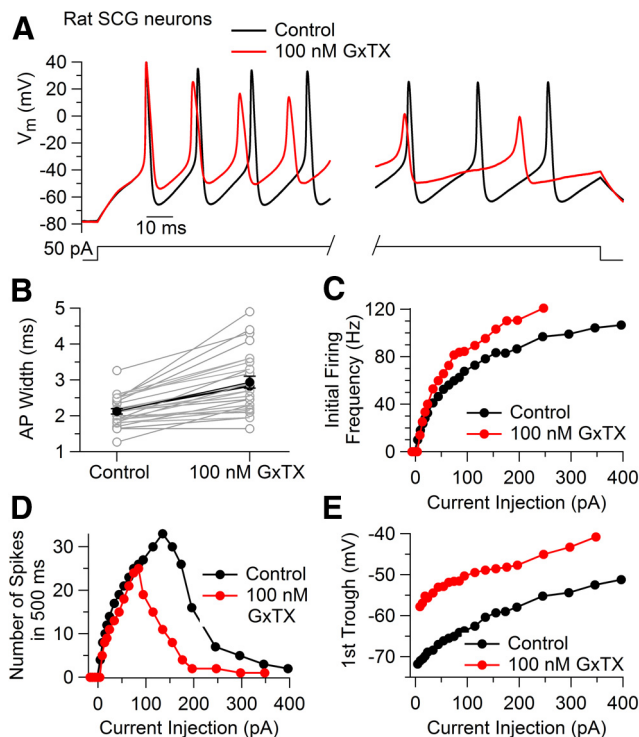 Rat SCG neurons
A
Control
100 nM GxTX
Vm (mV)
40
20
0
-20
-40
-60
-80
10 ms
50 pA
B
AP Width (ms)
5
4
3
2
1
Control
100 nM GxTX
C
Initial Firing
Frequency (Hz)
120
80
40
0
Control
100 nM GxTX
0
100
200
300
400
Current Injection (pA)
D
Number of Spikes
in 500 ms
30
20
10
0
Control
100 nM
GxTX
0
100
200
300
400
Current Injection (pA)
E
1st Trough (mV)
-40
-50
-60
-70
Control
100 nM GxTX
0
100
200
300
400
Current Injection (pA)